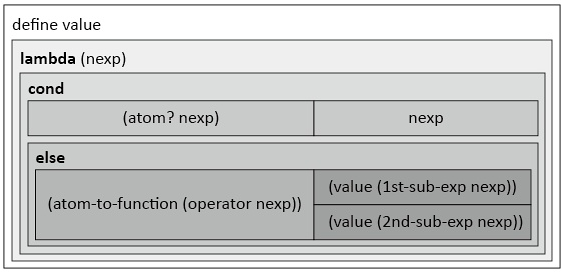 define value
lambda (nexp)
cond
(atom? nexp) nexp
else
(atom-to-function (operator nexp))
(value (1st-sub-exp nexp))
(value (2nd-sub-exp nexp))